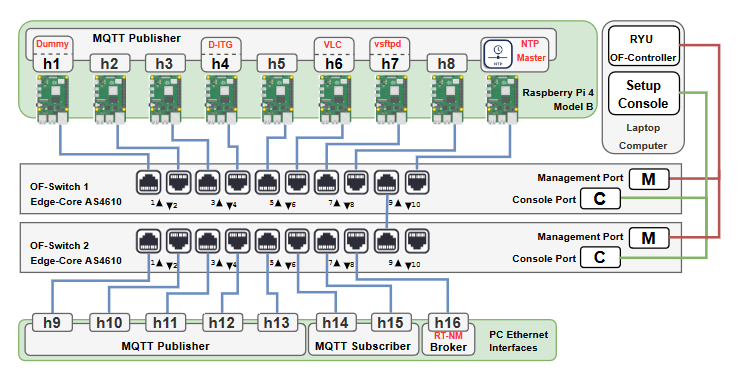 MQTT Publisher
Dummy
D-ITG
VLC
vsftpd
NTP
Master
NTP
h1
h2
h3
h4
h5
h6
h7
h8
Raspberry Pi 4
Model B
RYU
OF-Controller
Setup
Console
Laptop
Computer
OF-Switch 1
Edge-Core AS4610
1▲ ▼2
3▲ ▼4
5▲ ▼6
7▲ ▼8
9▲ ▼10
Management Port M
Console Port C
OF-Switch 2
Edge-Core AS4610
1▲ ▼2
3▲ ▼4
5▲ ▼6
7▲ ▼8
9▲ ▼10
Management Port M
Console Port C
h9
h10
h11
h12
h13
h14
h15
h16
MQTT Publisher
MQTT Subscriber
RT-NM
Broker
PC Ethernet
Interfaces